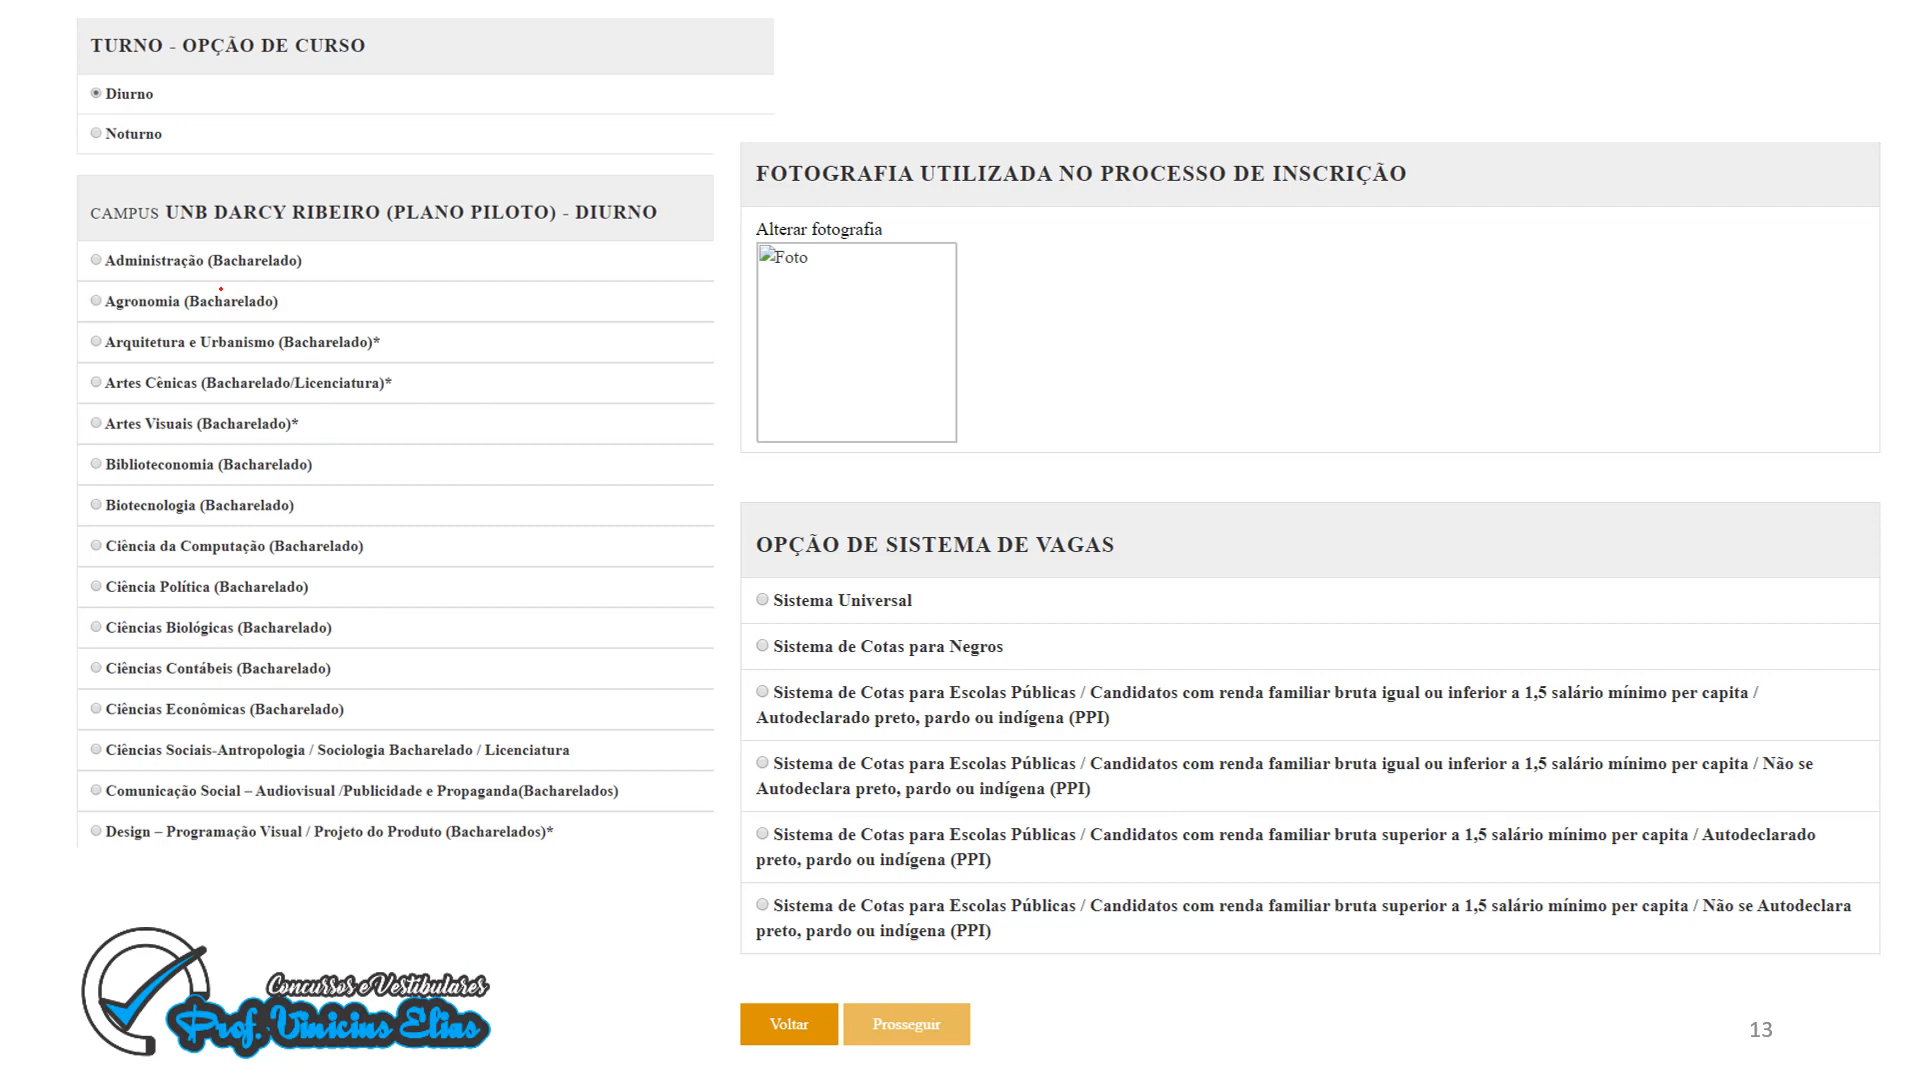 TURNO - OPÇÃO DE CURSO
Diurno
Noturno
CAMPUS UNB DARCY RIBEIRO (PLANO PILOTO) - DIURNO
Administração (Bacharelado)
Agronomia (Bacharelado)
Arquitetura e Urbanismo (Bacharelado)*
Artes Cênicas (Bacharelado/Licenciatura)*
Artes Visuais (Bacharelado)*
Biblioteconomia (Bacharelado)
Biotecnologia (Bacharelado)
Ciência da Computação (Bacharelado)
Ciência Política (Bacharelado)
Ciências Biológicas (Bacharelado)
Ciências Contábeis (Bacharelado)
Ciências Econômicas (Bacharelado)
Ciências Sociais-Antropologia / Sociologia Bacharelado / Licenciatura
Comunicação Social – Audiovisual /Publicidade e Propaganda(Bacharelados)
Design – Programação Visual / Projeto do Produto (Bacharelados)*
FOTOGRAFIA UTILIZADA NO PROCESSO DE INSCRIÇÃO
Alterar fotografia
Foto
OPÇÃO DE SISTEMA DE VAGAS
Sistema Universal
Sistema de Cotas para Negros
Sistema de Cotas para Escolas Públicas / Candidatos com renda familiar bruta igual ou inferior a 1,5 salário mínimo per capita /
Autodeclarado preto, pardo ou indígena (PPI)
Sistema de Cotas para Escolas Públicas / Candidatos com renda familiar bruta igual ou inferior a 1,5 salário mínimo per capita / Não se
Autodeclara preto, pardo ou indígena (PPI)
Sistema de Cotas para Escolas Públicas / Candidatos com renda familiar bruta superior a 1,5 salário mínimo per capita / Autodeclarado
preto, pardo ou indígena (PPI)
Sistema de Cotas para Escolas Públicas / Candidatos com renda familiar bruta superior a 1,5 salário mínimo per capita / Não se Autodeclara
preto, pardo ou indígena (PPI)
Voltar
Prosseguir
Concursos e Vestibulares
Prof. Vinicius Elias
13